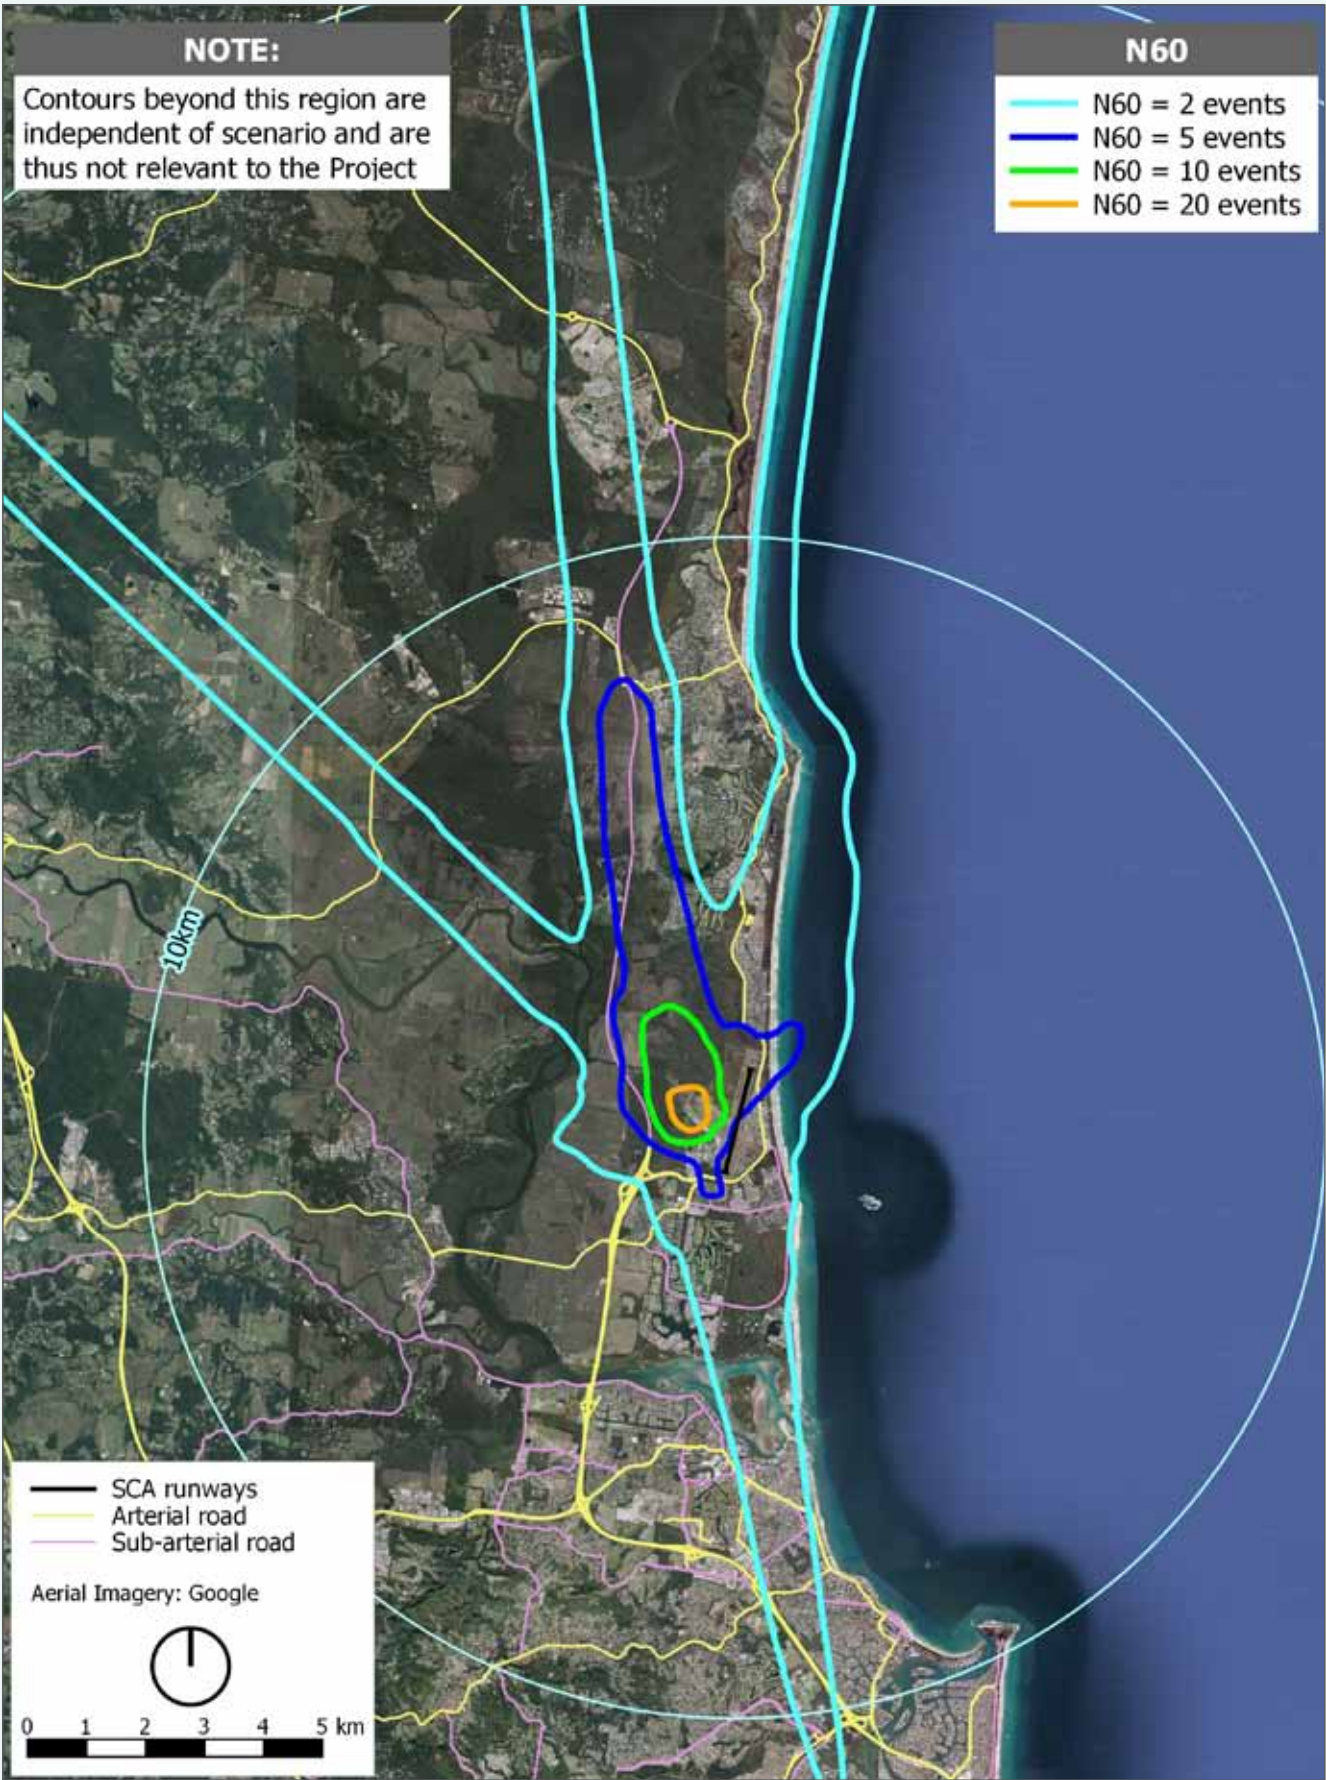 NOTE:
Contours beyond this region are
independent of scenario and are
thus not relevant to the Project
N60
N60 = 2 events
N60 = 5 events
N60 = 10 events
N60 = 20 events
10km
SCA runways
Arterial road
Sub-arterial road
Aerial Imagery: Google
0 1 2 3 4 5 km